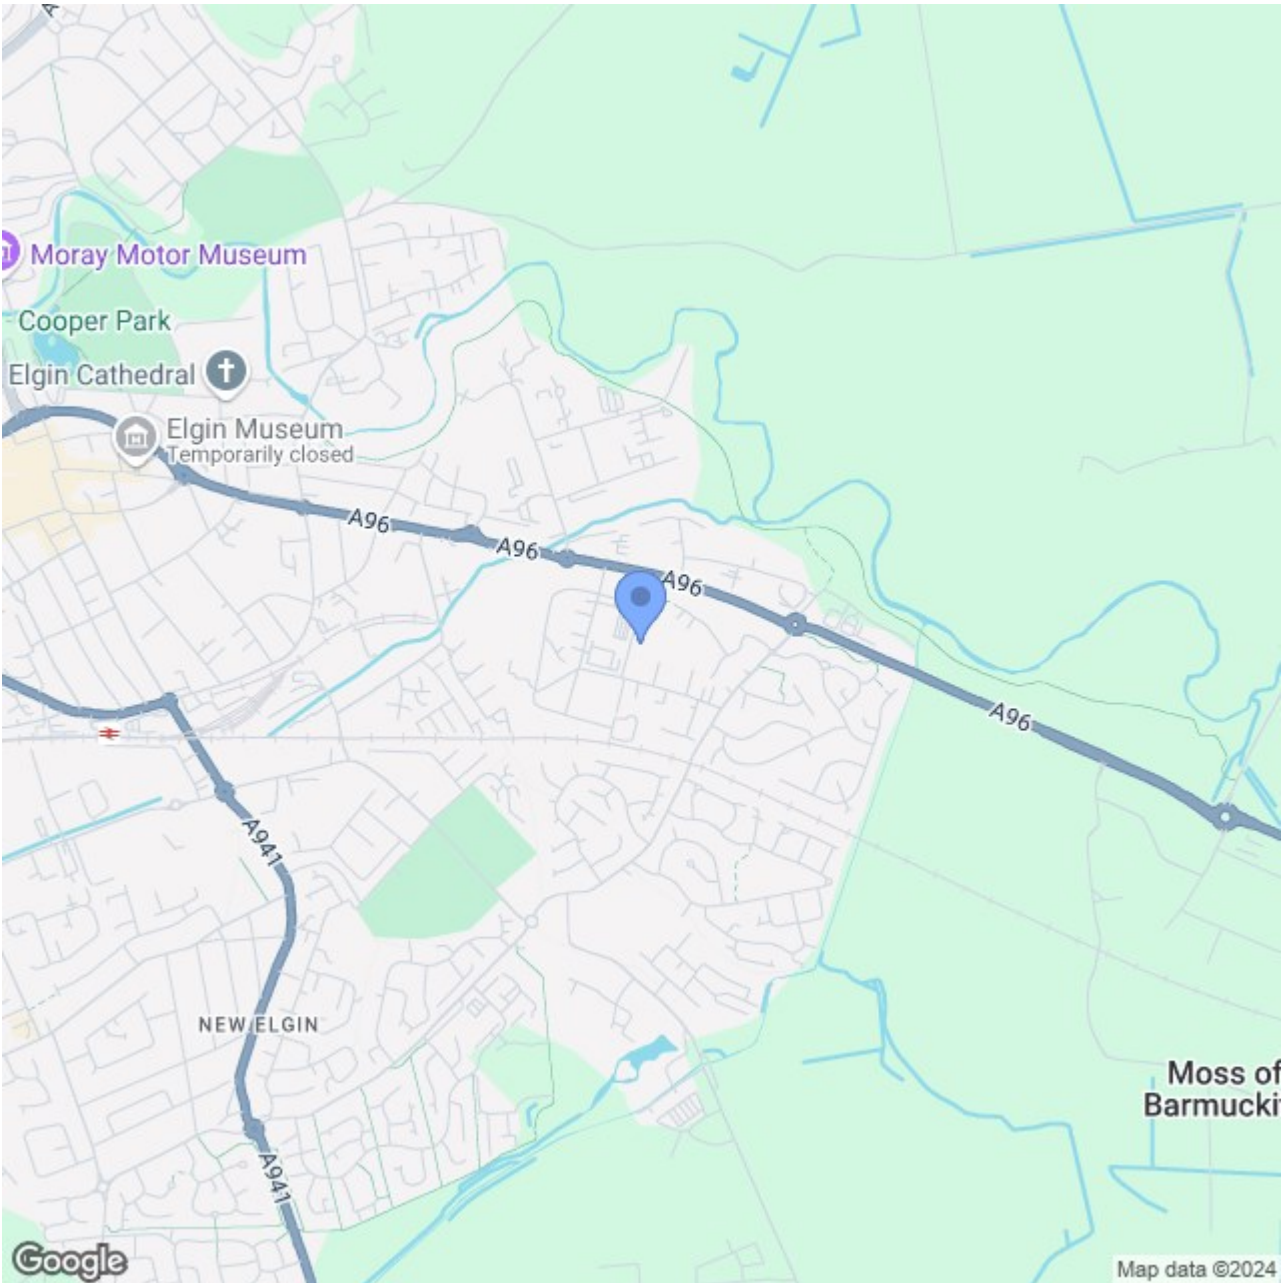 A
Moray Motor Museum
Cooper Park
Elgin Cathedral
Elgin Museum
Temporarily closed
A96
A96
A96
A96
A941
NEW ELGIN
Moss of
Barmucki
A941
Google
Map data ©2024